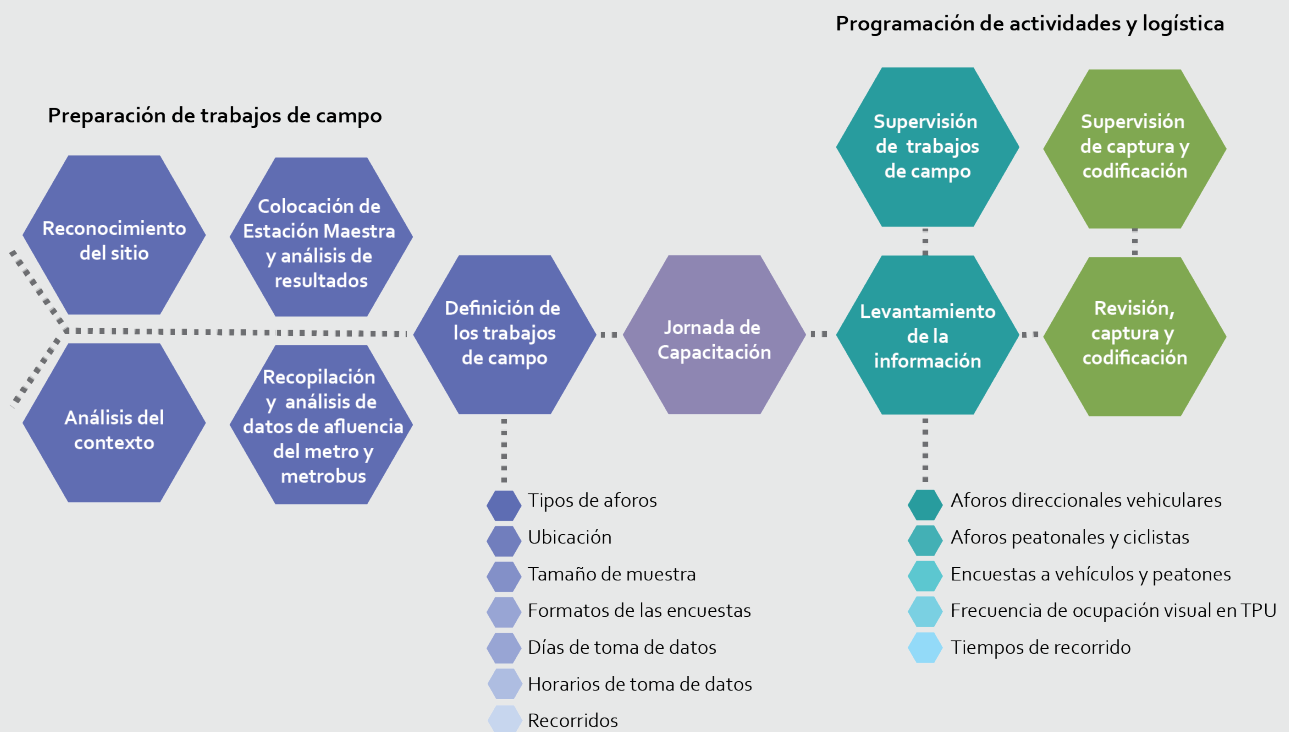 Programación de actividades y logística
Preparación de trabajos de campo
Reconocimiento
del sitio
Colocación de
Estación Maestra
y análisis de
resultados
Análisis del
contexto
Recopilación
y análisis de
datos de afluencia
del metro y
metrobus
Definición de
los trabajos
de campo
Jornada de
Capacitación
Supervisión
de trabajos
de campo
Supervisión
de captura y
codificación
Levantamiento
de la
información
Revisión,
captura y
codificación
Tipos de aforos
Ubicación
Tamaño de muestra
Formatos de las encuestas
Días de toma de datos
Horarios de toma de datos
Recorridos
Aforos direccionales vehiculares
Aforos peatonales y ciclistas
Encuestas a vehículos y peatones
Frecuencia de ocupación visual en TPU
Tiempos de recorrido